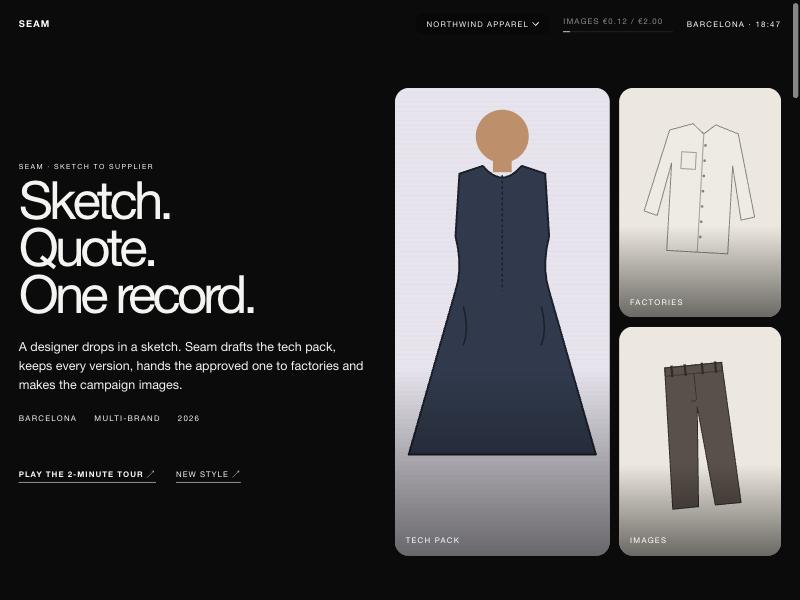 SEAM
NORTHWIND APPAREL
IMAGES €0.12 / €2.00
BARCELONA · 18:47
SEAM · SKETCH TO SUPPLIER
Sketch.
Quote.
One record.
A designer drops in a sketch. Seam drafts the tech pack,
keeps every version, hands the approved one to factories and
makes the campaign images.
BARCELONA MULTI-BRAND 2026
PLAY THE 2-MINUTE TOUR ↗ NEW STYLE ↗
TECH PACK
FACTORIES
IMAGES